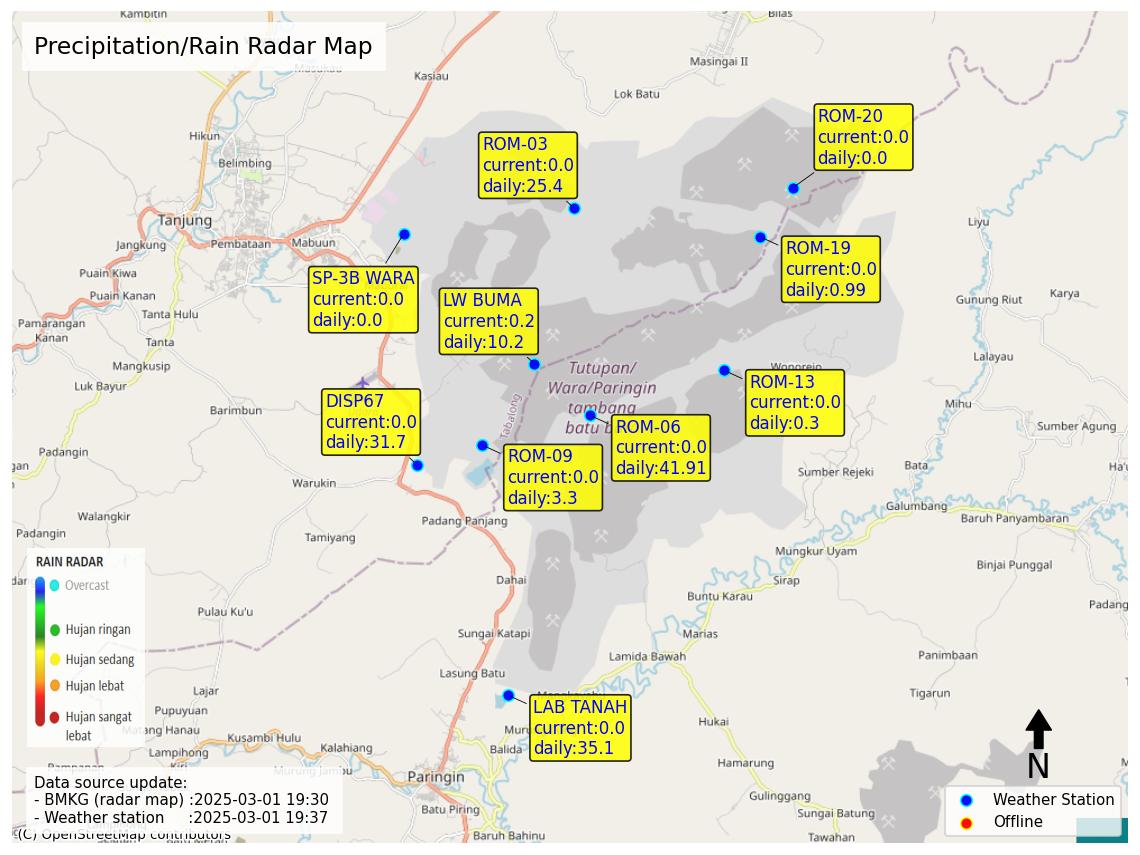 Precipitation/Rain Radar Map
Kambitin
Bilas
Masingai II
Kasiau
Lok Batu
Hikun
Belimbing
Tanjung
Jangkung
Pembataan
Mabuun
Puain Kiwa
Puain Kanan
Tanta Hulu
Pamarangan
Kanan
Tanta
Mangkusip
Luk Bayur
Barimbun
Padangin
Warukin
Walangkir
Padangin
Tamiyang
Padang Panjang
Dahai
Pulau Ku'u
Sungai Katapi
Lasung Batu
Lajar
Pupuyuan
Matang Hanau
Kusambi Hulu
Lampihong
Kiri
Kalahiang
Murung Jambu
Paringin
Balida
Batu Piring
Baruh Bahinu
Liyu
Gunung Riut
Karya
Lalayau
Wonorejo
Mihu
Sumber Agung
Sumber Rejeki
Bata
Galumbang
Baruh Panyambaran
Mungkur Uyam
Binjai Punggal
Sirap
Buntu Karau
Padang
Marias
Lamida Bawah
Panimbaan
Tigarun
Hukai
Hamarung
Gulinggang
Sungai Batung
Tawahan
Tabalong
Tutupan/
Wara/Paringin
tambang
batu b
ROM-03
current:0.0
daily:25.4
ROM-20
current:0.0
daily:0.0
ROM-19
current:0.0
daily:0.99
SP-3B WARA
current:0.0
daily:0.0
LW BUMA
current:0.2
daily:10.2
ROM-13
current:0.0
daily:0.3
DISP67
current:0.0
daily:31.7
ROM-06
current:0.0
daily:41.91
ROM-09
current:0.0
daily:3.3
LAB TANAH
current:0.0
daily:35.1
RAIN RADAR
Overcast
Hujan ringan
Hujan sedang
Hujan lebat
Hujan sangat
lebat
Data source update:
- BMKG (radar map) :2025-03-01 19:30
- Weather station :2025-03-01 19:37
(C) OpenStreetMap contributors
N
Weather Station
Offline